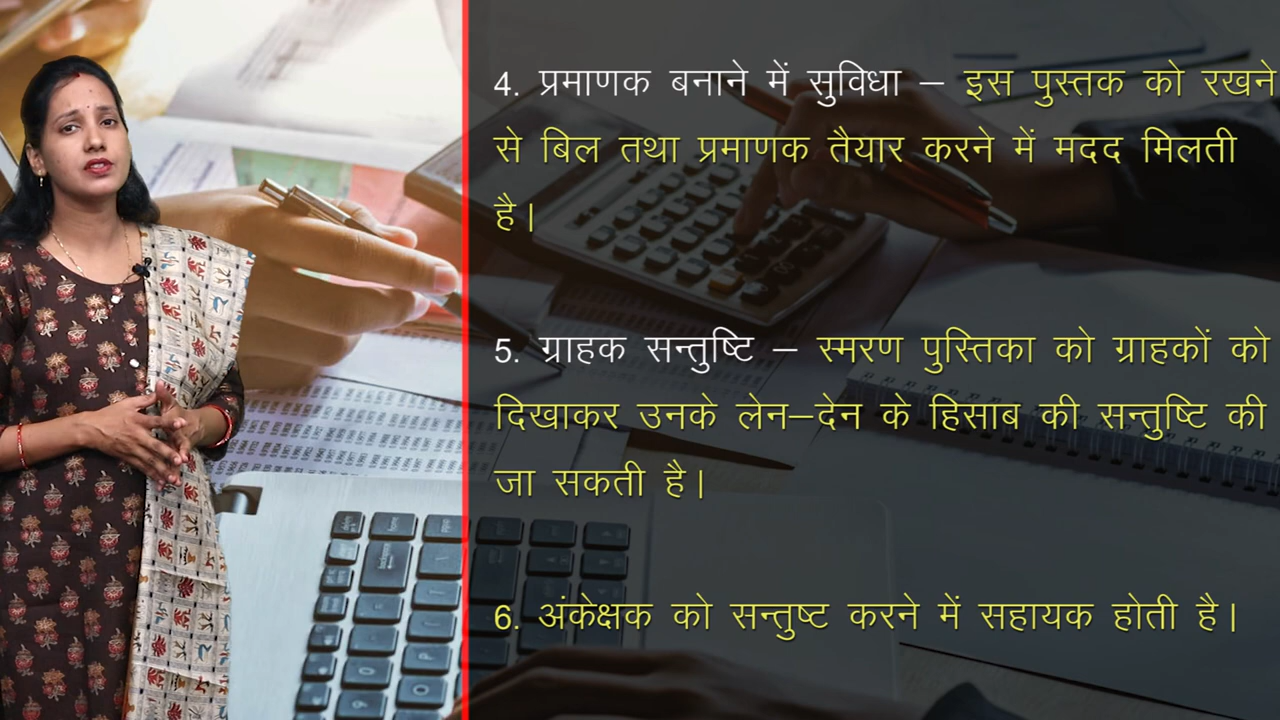 4. प्रमाणक बनाने में सुविधा – इस पुस्तक को रखने
से बिल तथा प्रमाणक तैयार करने में मदद मिलती
है।
5. ग्राहक सन्तुष्टि – स्मरण पुस्तिका को ग्राहकों को
दिखाकर उनके लेन–देन के हिसाब की सन्तुष्टि की
जा सकती है।
6. अंकेक्षक को सन्तुष्ट करने में सहायक होती है।